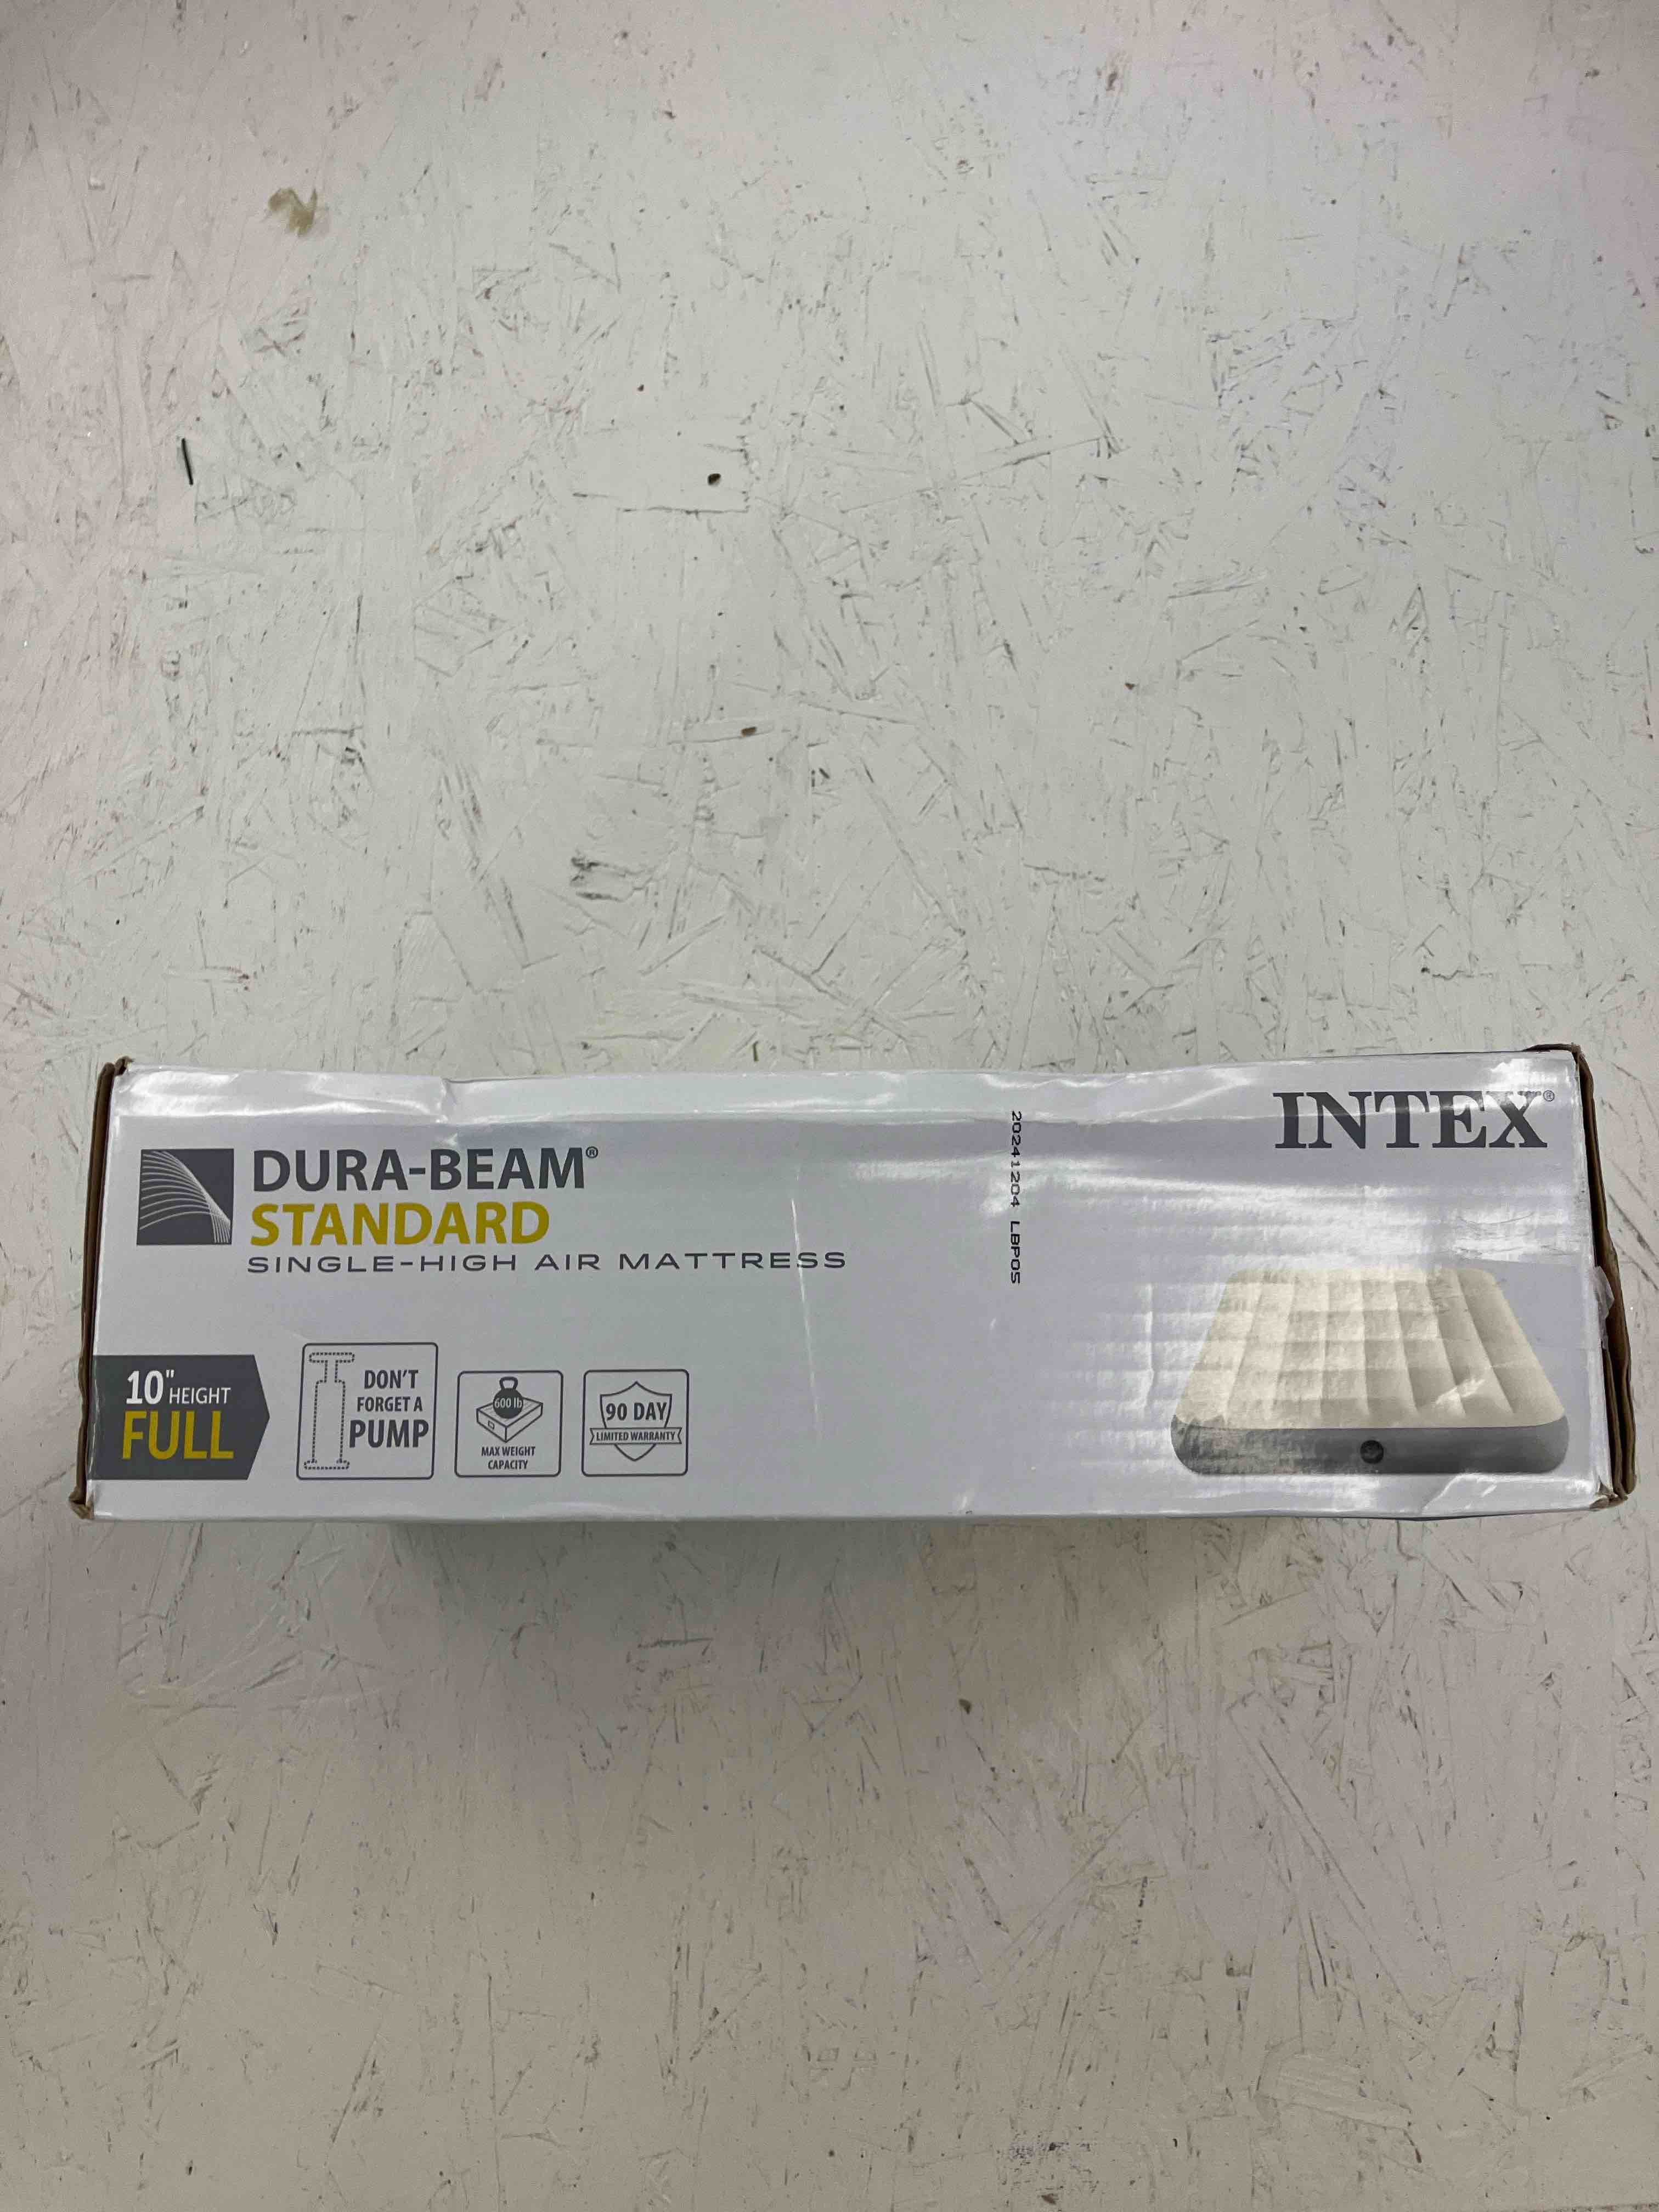 INTEX®
DURA-BEAM®
STANDARD
SINGLE-HIGH AIR MATTRESS
20241204 LBP05
10" HEIGHT
FULL
DON'T
FORGET A
PUMP
600 lb
MAX WEIGHT
CAPACITY
90 DAY
LIMITED WARRANTY